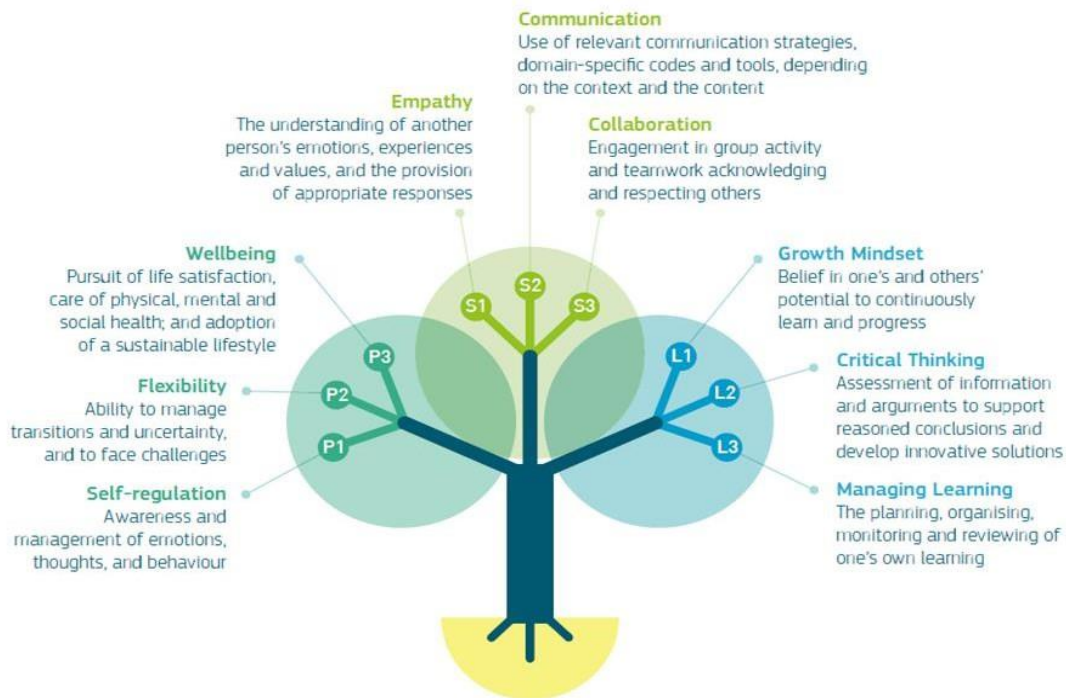 Communication
Use of relevant communication strategies,
domain-specific codes and tools, depending
on the context and the content
Empathy
The understanding of another
person's emotions, experiences
and values, and the provision
of appropriate responses
Collaboration
Engagement in group activity
and teamwork acknowledging
and respecting others
Wellbeing
Pursuit of life satisfaction,
care of physical, mental and
social health; and adoption
of a sustainable lifestyle
Flexibility
Ability to manage
transitions and uncertainty,
and to face challenges
Self-regulation
Awareness and
management of emotions,
thoughts, and behaviour
Growth Mindset
Belief in one's and others'
potential to continuously
learn and progress
Critical Thinking
Assessment of information
and arguments to support
reasoned conclusions and
develop innovative solutions
Managing Learning
The planning, organising,
monitoring and reviewing of
one's own learning
S1
S2
S3
P3
P2
P1
L1
L2
L3